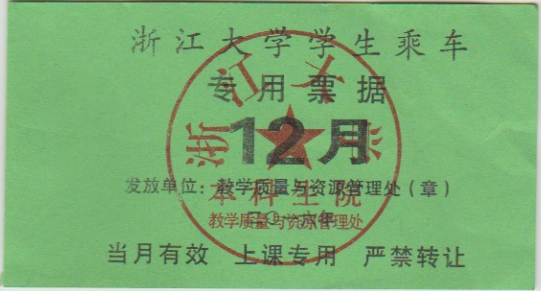 浙江大学学生乘车
专用票据
12月
发放单位：教学质量与资源管理处（章）
当月有效 上课专用 严禁转让
浙江大学
本科生院
教学质量与资源管理处